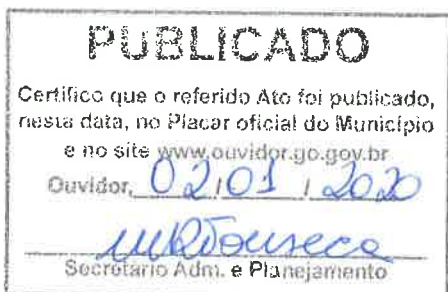 PUBLICADO
Certifico que o referido Ato foi publicado,
nesta data, no Placar oficial do Município
e no site www.ouvidor.go.gov.br
Ouvidor, 02 / 01 / 2020
Secretário Adm. e Planejamento